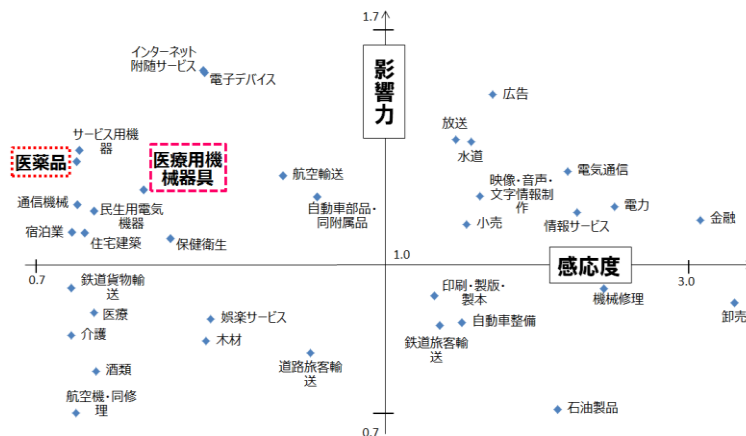 1.7
インターネット
附随サービス
電子デバイス
影響力
広告
放送
水道
サービス用機
器
医薬品
医療用機
械器具
航空輸送
電気通信
映像・音声・
文字情報制
作
通信機械
民生用電気
機器
自動車部品・
同附属品
電力
情報サービス
金融
小売
宿泊業
住宅建築
保健衛生
1.0
感応度
0.7
3.0
鉄道貨物輸
送
印刷・製版・
製本
機械修理
卸売
医療
娯楽サービス
自動車整備
介護
木材
鉄道旅客輸
送
道路旅客輸
送
酒類
航空機・同修
理
石油製品
0.7